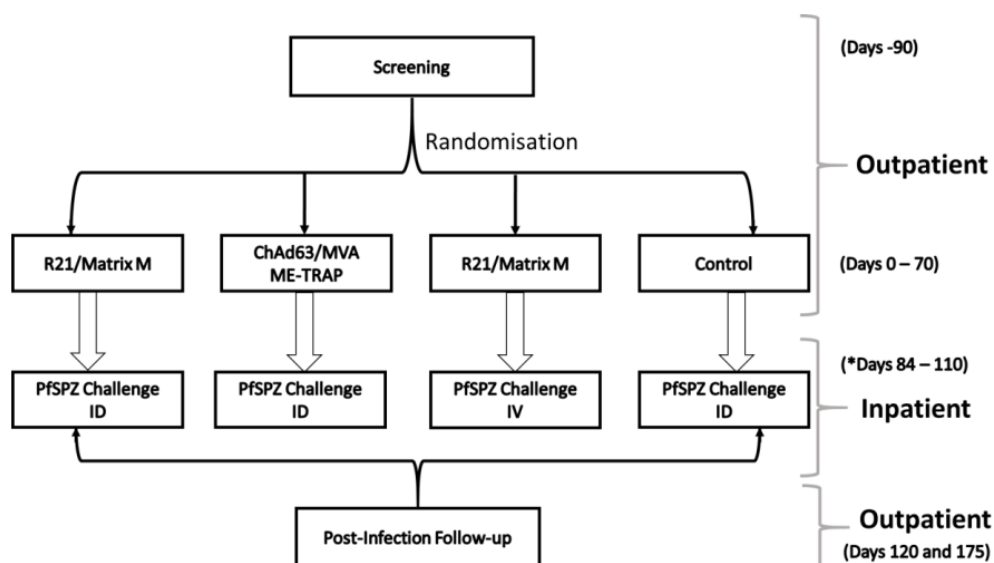 (Days -90)
Screening
Randomisation
Outpatient
R21/Matrix M
ChAd63/MVA
ME-TRAP
R21/Matrix M
Control
(Days 0 – 70)
PfSPZ Challenge
ID
PfSPZ Challenge
ID
PfSPZ Challenge
IV
PfSPZ Challenge
ID
(*Days 84 – 110)
Inpatient
Post-Infection Follow-up
Outpatient
(Days 120 and 175)